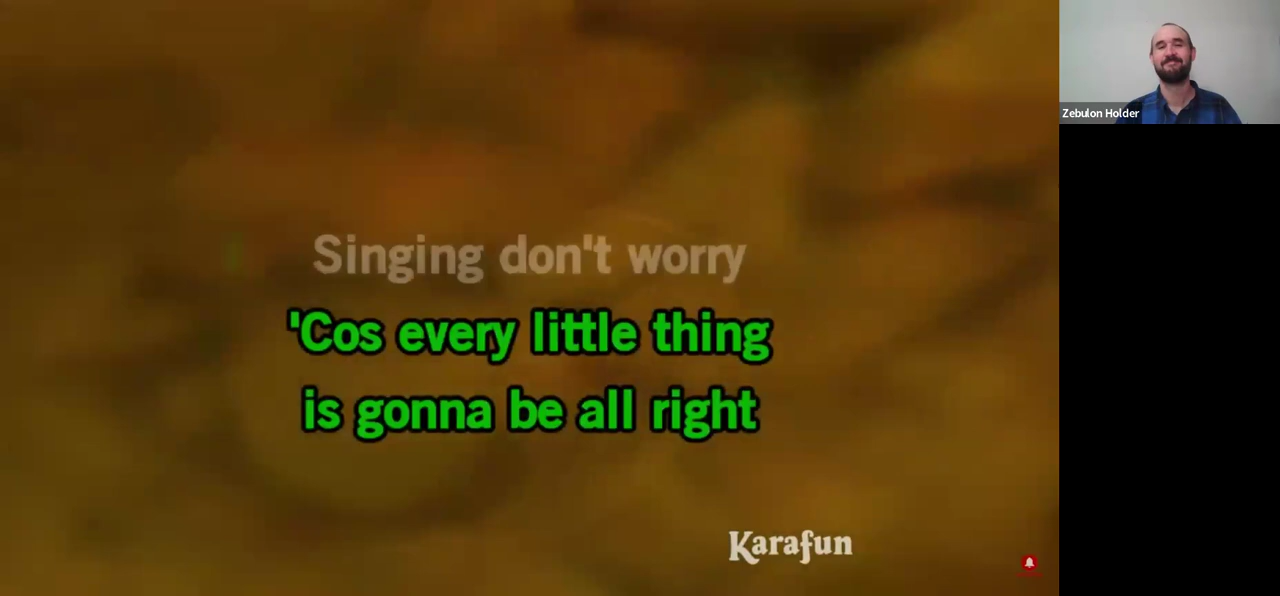 Singing don't worry
'Cos every little thing
is gonna be all right
Karafun
Zebulon Holder